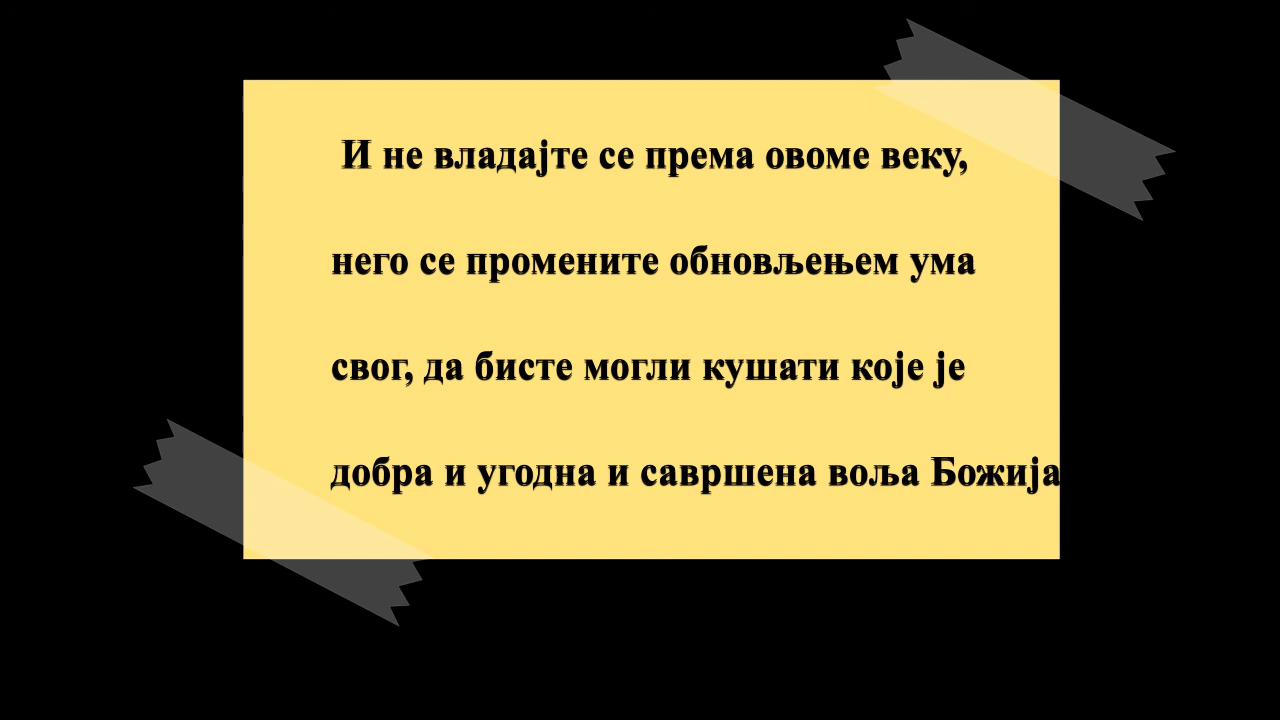 И не владајте се према овоме веку,
него се промените обновљењем ума
свог, да бисте могли кушати које је
добра и угодна и савршена воља Божија